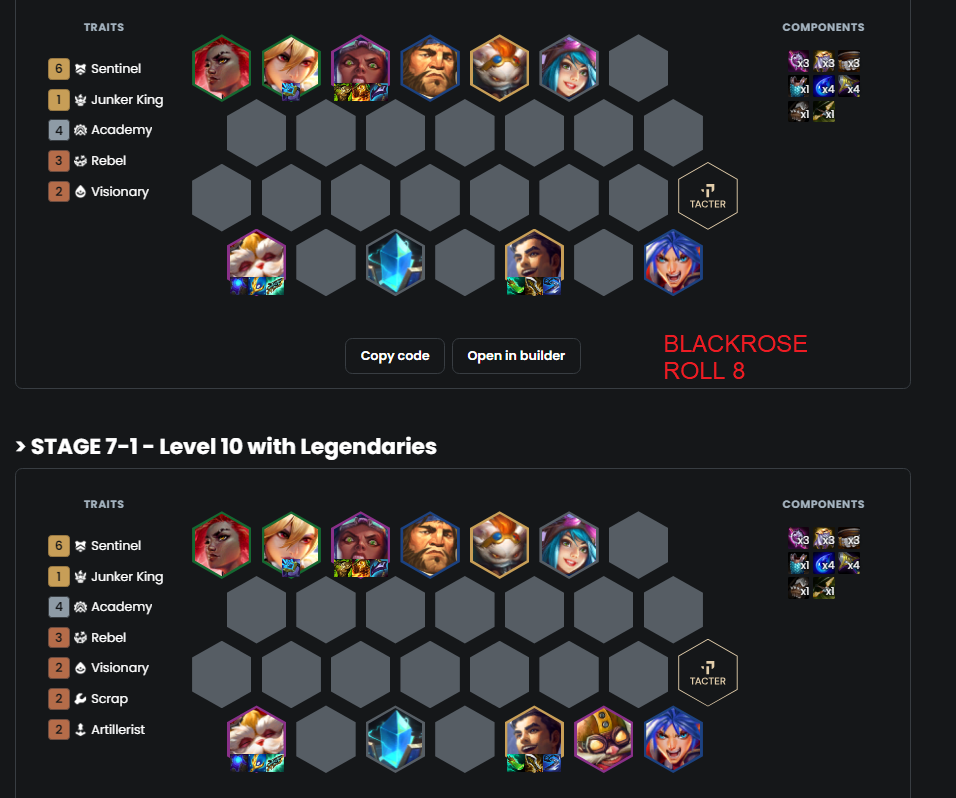 TRAITS
COMPONENTS
6 Sentinel
x3 x3 x3
1 Junker King
x1 x4 x4
4 Academy
x1 x1
3 Rebel
2 Visionary
TACTER
Copy code
Open in builder
BLACKROSE
ROLL 8
> STAGE 7-1 - Level 10 with Legendaries
TRAITS
COMPONENTS
6 Sentinel
x3 x3 x3
1 Junker King
x1 x4 x4
4 Academy
x1 x1
3 Rebel
2 Visionary
TACTER
2 Scrap
2 Artillerist